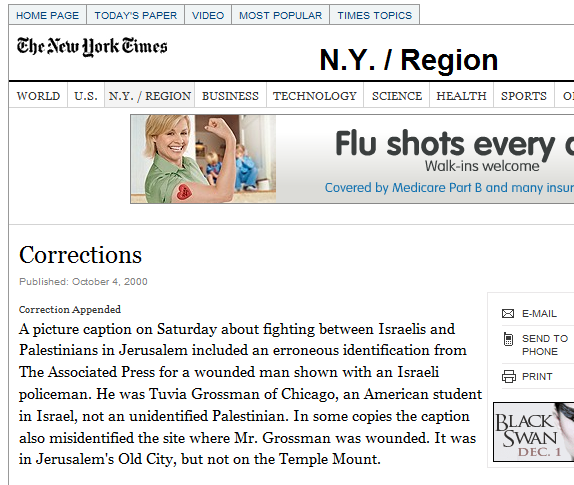 HOME PAGE TODAY'S PAPER VIDEO MOST POPULAR TIMES TOPICS
The New York Times
N.Y. / Region
WORLD U.S. N.Y. / REGION BUSINESS TECHNOLOGY SCIENCE HEALTH SPORTS
Flu shots every
Walk-ins welcome
Covered by Medicare Part B and many
Corrections
Published: October 4, 2000
Correction Appended
A picture caption on Saturday about fighting between Israelis and
Palestinians in Jerusalem included an erroneous identification from
The Associated Press for a wounded man shown with an Israeli
policeman. He was Tuvia Grossman of Chicago, an American student
in Israel, not an unidentified Palestinian. In some copies the caption
also misidentified the site where Mr. Grossman was wounded. It was
in Jerusalem's Old City, but not on the Temple Mount.
E-MAIL
SEND TO
PHONE
PRINT
BLACK
SWAN
DEC. 1